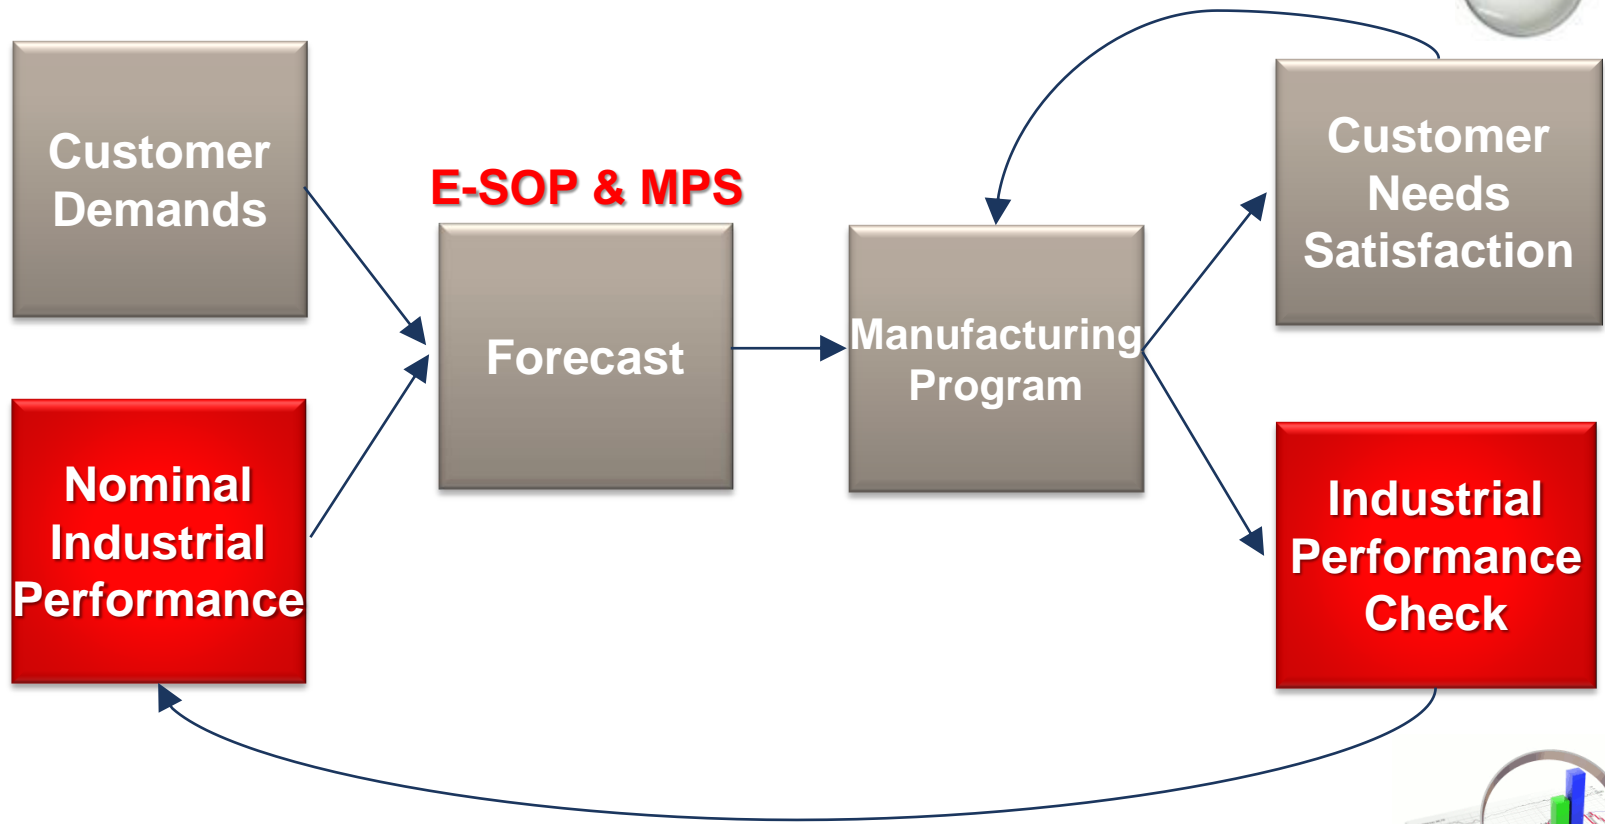 Customer
Demands
E-SOP & MPS
Forecast
Manufacturing
Program
Customer
Needs
Satisfaction
Nominal
Industrial
Performance
Industrial
Performance
Check